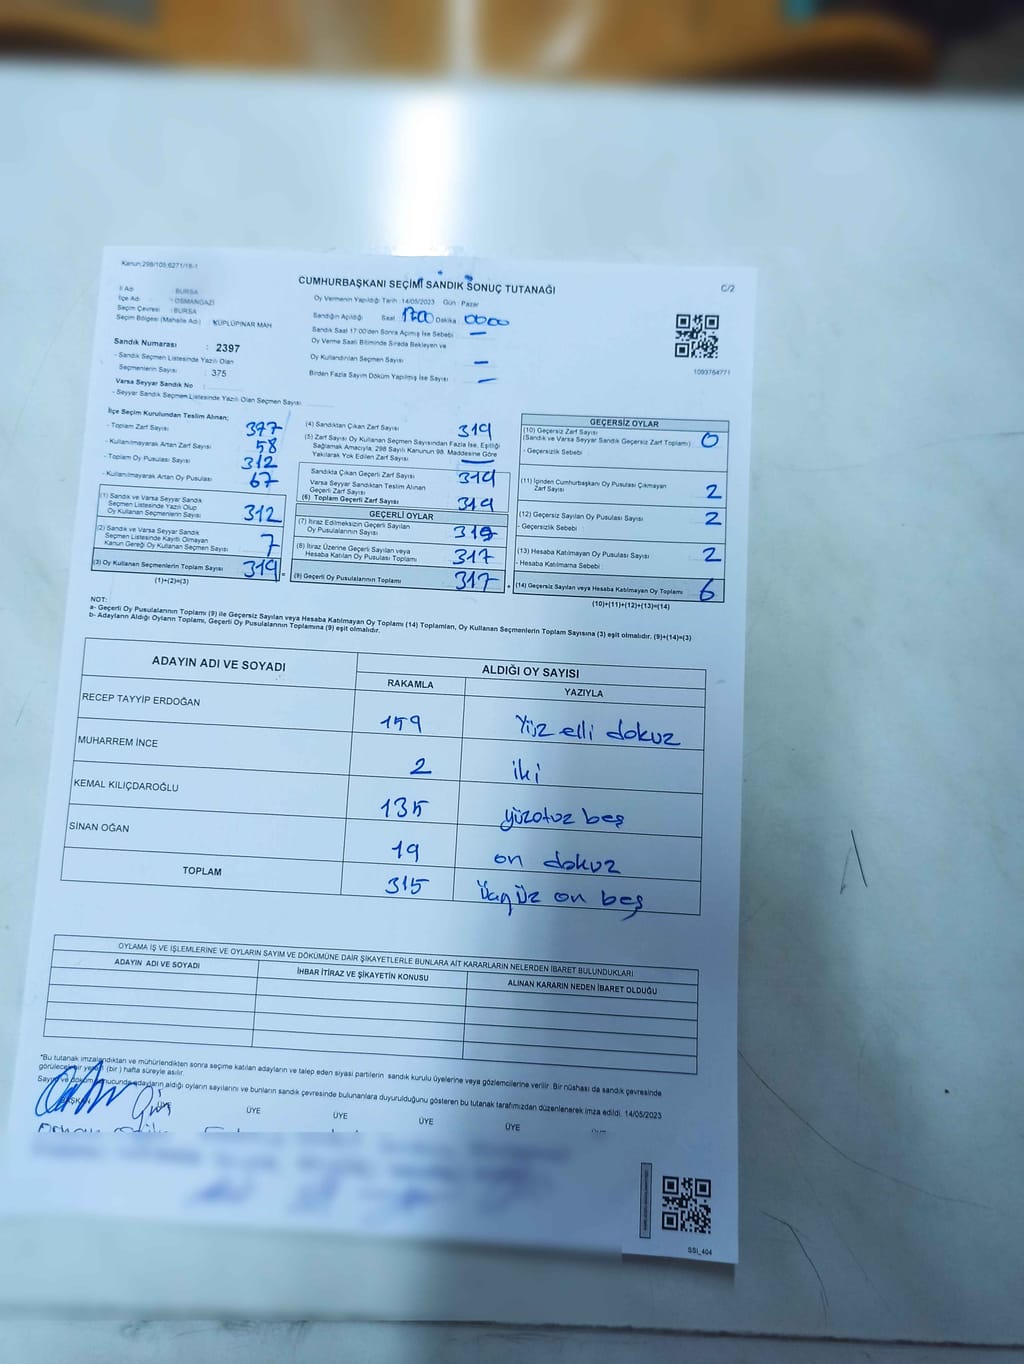 Kanun:298/105;6271/16-1
CUMHURBAŞKANI SEÇİMİ SANDIK SONUÇ TUTANAĞI
C/2
İl Adı : BURSA
İlçe Adı : OSMANGAZİ
Seçim Çevresi : BURSA
Seçim Bölgesi (Mahalle Adı) : KÜPLÜPINAR MAH
Oy Vermenin Yapıldığı Tarih :14/05/2023 Gün : Pazar
Sandığın Açıldığı Saat : 17:00 Dakika : 0000
Sandık Saat 17:00'den Sonra Açılmış İse Sebebi : —
Oy Verme Saati Bitiminde Sırada Bekleyen ve
Oy Kullandırılan Seçmen Sayısı : —
Birden Fazla Sayım Döküm Yapılmış İse Sayısı : —
1093764771
Sandık Numarası : 2397
- Sandık Seçmen Listesinde Yazılı Olan
Seçmenlerin Sayısı : 375
Varsa Seyyar Sandık No :
- Seyyar Sandık Seçmen Listesinde Yazılı Olan Seçmen Sayısı:
İlçe Seçim Kurulundan Teslim Alınan;
- Toplam Zarf Sayısı : 377
- Kullanılmayarak Artan Zarf Sayısı : 58
- Toplam Oy Pusulası Sayısı : 312
- Kullanılmayarak Artan Oy Pusulası : 67
(1) Sandık ve Varsa Seyyar Sandık
Seçmen Listesinde Yazılı Olup
Oy Kullanan Seçmenlerin Sayısı : 312
(2) Sandık ve Varsa Seyyar Sandık
Seçmen Listesinde Kayıtlı Olmayan
Kanun Gereği Oy Kullanan Seçmen Sayısı : 7
(3) Oy Kullanan Seçmenlerin Toplam Sayısı : 319
(1)+(2)=(3)
(4) Sandıktan Çıkan Zarf Sayısı : 319
(5) Zarf Sayısı Oy Kullanan Seçmen Sayısından Fazla İse, Eşitliği
Sağlamak Amacıyla; 298 Sayılı Kanunun 98. Maddesine Göre
Yakılarak Yok Edilen Zarf Sayısı : —
Sandıkta Çıkan Geçerli Zarf Sayısı : 319
Varsa Seyyar Sandıktan Teslim Alınan
Geçerli Zarf Sayısı
(6) Toplam Geçerli Zarf Sayısı : 319
GEÇERLİ OYLAR
(7) İtiraz Edilmeksizin Geçerli Sayılan
Oy Pusulalarının Sayısı :
(8) İtiraz Üzerine Geçerli Sayılan veya
Hesaba Katılan Oy Pusulası Toplamı : 317
(9) Geçerli Oy Pusulalarının Toplamı : 317
GEÇERSİZ OYLAR
(10) Geçersiz Zarf Sayısı : 0
(Sandık ve Varsa Seyyar Sandık Geçersiz Zarf Toplamı)
- Geçersizlik Sebebi :
(11) İçinden Cumhurbaşkanı Oy Pusulası Çıkmayan
Zarf Sayısı : 2
(12) Geçersiz Sayılan Oy Pusulası Sayısı : 2
- Geçersizlik Sebebi :
(13) Hesaba Katılmayan Oy Pusulası Sayısı : 2
- Hesaba Katılmama Sebebi :
(14) Geçersiz Sayılan veya Hesaba Katılmayan Oy Toplamı : 6
(10)+(11)+(12)+(13)=(14)
NOT:
a- Geçerli Oy Pusulalarının Toplamı (9) ile Geçersiz Sayılan veya Hesaba Katılmayan Oy Toplamı (14) Toplamları, Oy Kullanan Seçmenlerin Toplam Sayısına (3) eşit olmalıdır. (9)+(14)=(3)
b- Adayların Aldığı Oyların Toplamı, Geçerli Oy Pusulalarının Toplamına (9) eşit olmalıdır.
ADAYIN ADI VE SOYADI ALDIĞI OY SAYISI
RAKAMLA YAZIYLA
RECEP TAYYİP ERDOĞAN 159 Yüz elli dokuz
MUHARREM İNCE 2 iki
KEMAL KILIÇDAROĞLU 135 yüzotuz beş
SİNAN OĞAN 19 on dokuz
TOPLAM 315 üçyüz on beş
OYLAMA İŞ VE İŞLEMLERİNE VE OYLARIN SAYIM VE DÖKÜMÜNE DAİR ŞİKAYETLERLE BUNLARA AİT KARARLARIN NELERDEN İBARET BULUNDUKLARI
ADAYIN ADI VE SOYADI İHBAR İTİRAZ VE ŞİKAYETİN KONUSU ALINAN KARARIN NEDEN İBARET OLDUĞU
*Bu tutanak imzalandıktan ve mühürlendikten sonra seçime katılan adayların ve talep eden siyasi partilerin sandık kurulu üyelerine veya gözlemcilerine verilir. Bir nüshası da sandık çevresinde
görülecek bir yere (bir) hafta süreyle asılır.
Sayım ve döküm sonucunda adayların aldığı oyların sayılarını ve bunların sandık çevresinde bulunanlara duyurulduğunu gösteren bu tutanak tarafımızdan düzenlenerek imza edildi. 14/05/2023
BAŞKAN ÜYE ÜYE ÜYE ÜYE ÜYE
SSİ_404